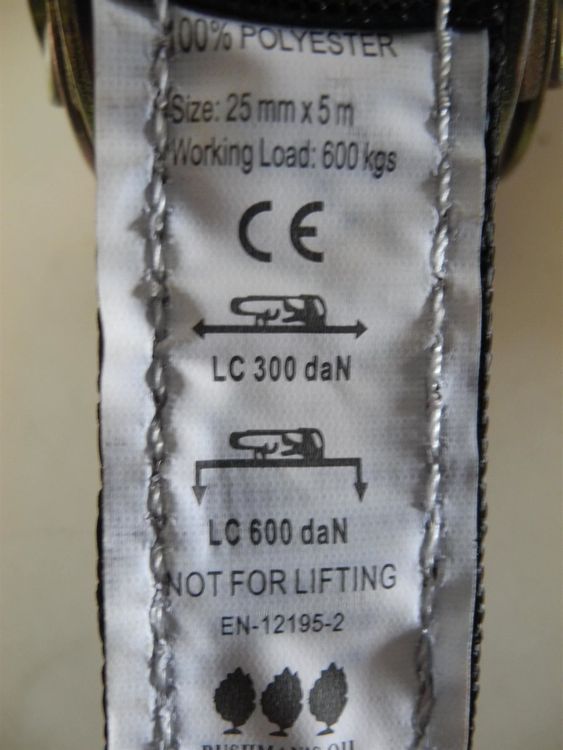 100% POLYESTER
Size: 25 mm x 5 m
Working Load: 600 kgs
CE
LC 300 daN
LC 600 daN
NOT FOR LIFTING
EN-12195-2